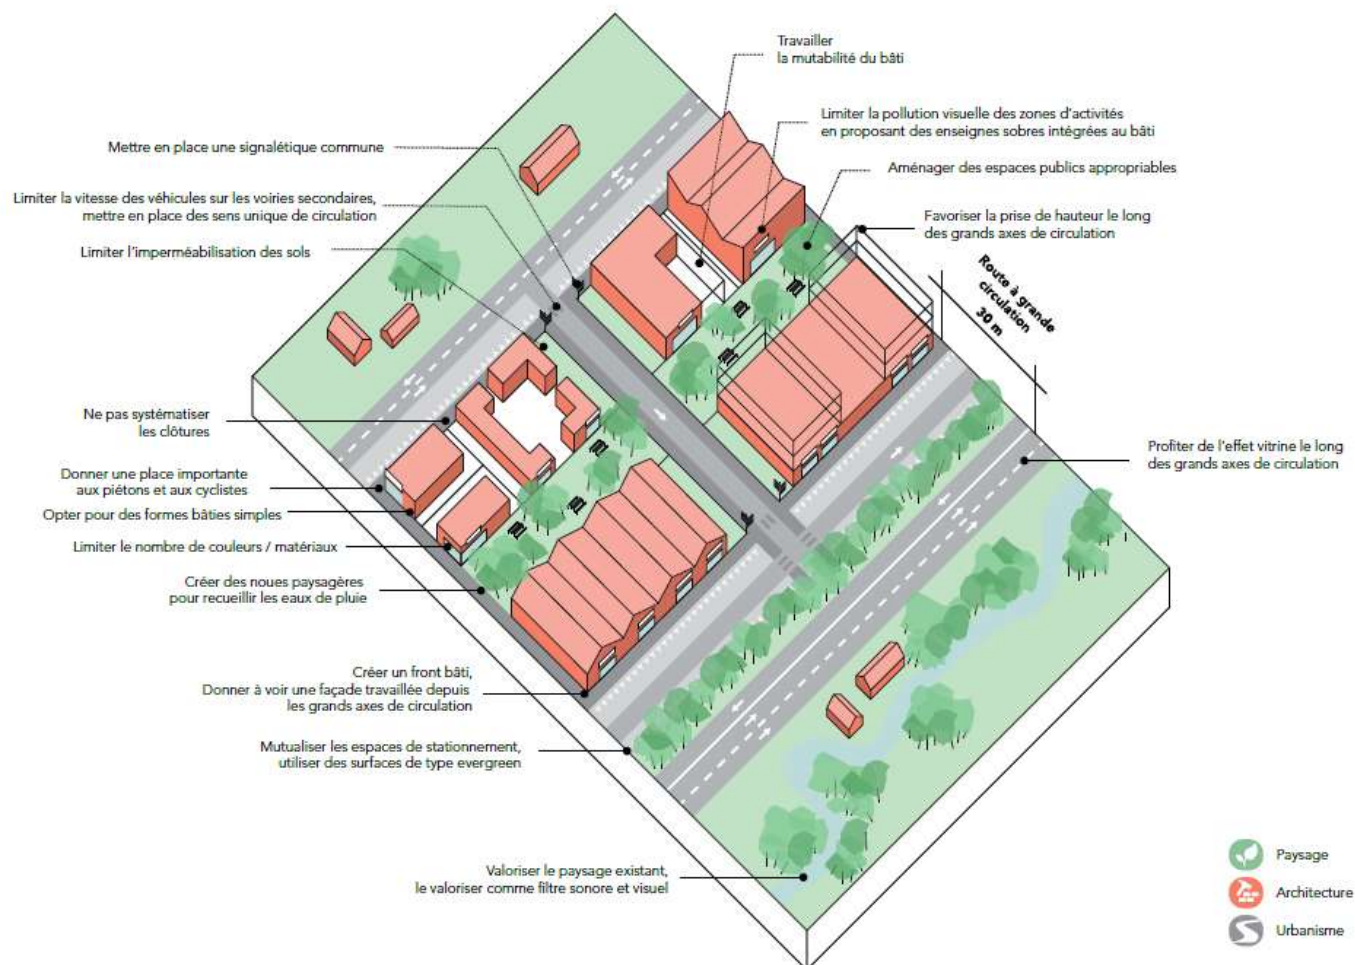 Travailler
la mutabilité du bâti
Limiter la pollution visuelle des zones d'activités
en proposant des enseignes sobres intégrées au bâti
Mettre en place une signalétique commune
Aménager des espaces publics appropriables
Limiter la vitesse des véhicules sur les voiries secondaires,
mettre en place des sens unique de circulation
Favoriser la prise de hauteur le long
des grands axes de circulation
Limiter l'imperméabilisation des sols
Route à grande
circulation
30 m
Ne pas systématiser
les clôtures
Profiter de l'effet vitrine le long
des grands axes de circulation
Donner une place importante
aux piétons et aux cyclistes
Opter pour des formes bâties simples
Limiter le nombre de couleurs / matériaux
Créer des noues paysagères
pour recueillir les eaux de pluie
Créer un front bâti,
Donner à voir une façade travaillée depuis
les grands axes de circulation
Mutualiser les espaces de stationnement,
utiliser des surfaces de type evergreen
Valoriser le paysage existant,
le valoriser comme filtre sonore et visuel
Paysage
Architecture
Urbanisme